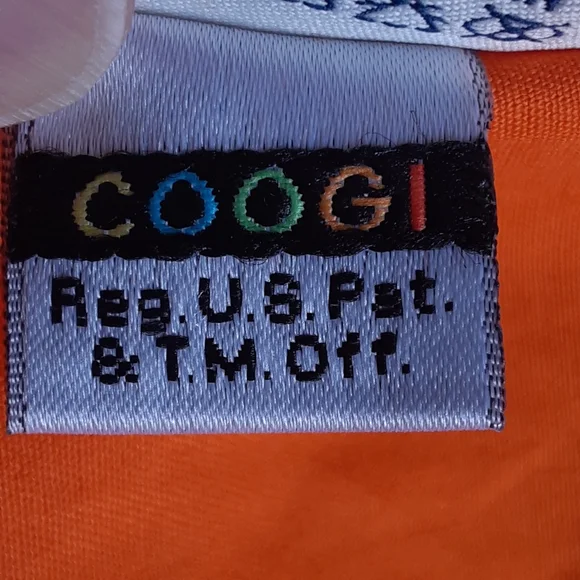 COOGI
Reg. U.S. Pat.
& T.M. Off.